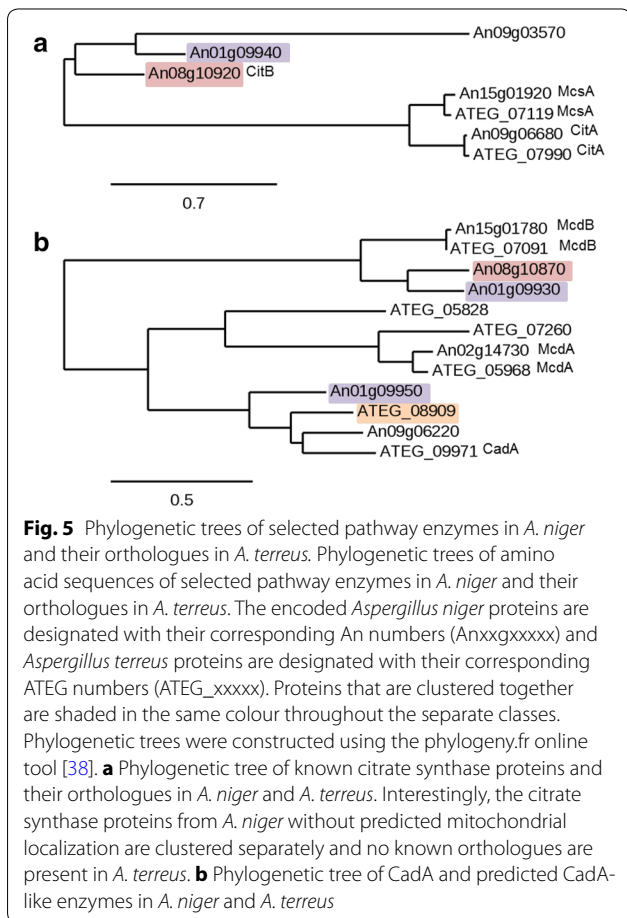 a
An09g03570
An01g09940
An08g10920 CitB
An15g01920 McsA
ATEG_07119 McsA
An09g06680 CitA
ATEG_07990 CitA
0.7
b
An15g01780 McdB
ATEG_07091 McdB
An08g10870
An01g09930
ATEG_05828
ATEG_07260
An02g14730 McdA
ATEG_05968 McdA
An01g09950
ATEG_08909
An09g06220
ATEG_09971 CadA
0.5
Fig. 5 Phylogenetic trees of selected pathway enzymes in A. niger
and their orthologues in A. terreus. Phylogenetic trees of amino
acid sequences of selected pathway enzymes in A. niger and their
orthologues in A. terreus. The encoded Aspergillus niger proteins are
designated with their corresponding An numbers (Anxxgxxxxx) and
Aspergillus terreus proteins are designated with their corresponding
ATEG numbers (ATEG_xxxxx). Proteins that are clustered together
are shaded in the same colour throughout the separate classes.
Phylogenetic trees were constructed using the phylogeny.fr online
tool [38]. a Phylogenetic tree of known citrate synthase proteins and
their orthologues in A. niger and A. terreus. Interestingly, the citrate
synthase proteins from A. niger without predicted mitochondrial
localization are clustered separately and no known orthologues are
present in A. terreus. b Phylogenetic tree of CadA and predicted CadA-
like enzymes in A. niger and A. terreus